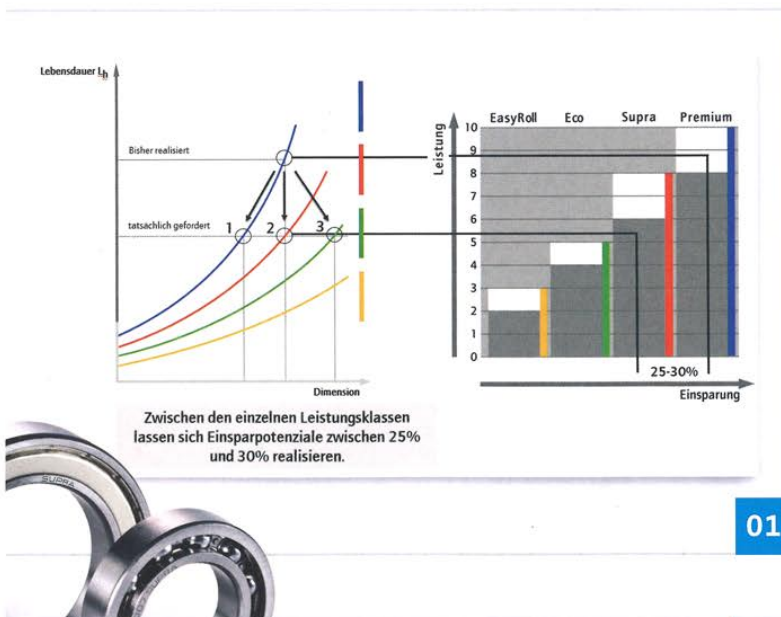 Lebensdauer Lh
Bisher realisiert
tatsächlich gefordert
1
2
3
Dimension
Leistung
EasyRoll Eco Supra Premium
10
9
8
7
6
5
4
3
2
1
0
25-30%
Einsparung
Zwischen den einzelnen Leistungsklassen
lassen sich Einsparpotenziale zwischen 25%
und 30% realisieren.
SUPRA
01